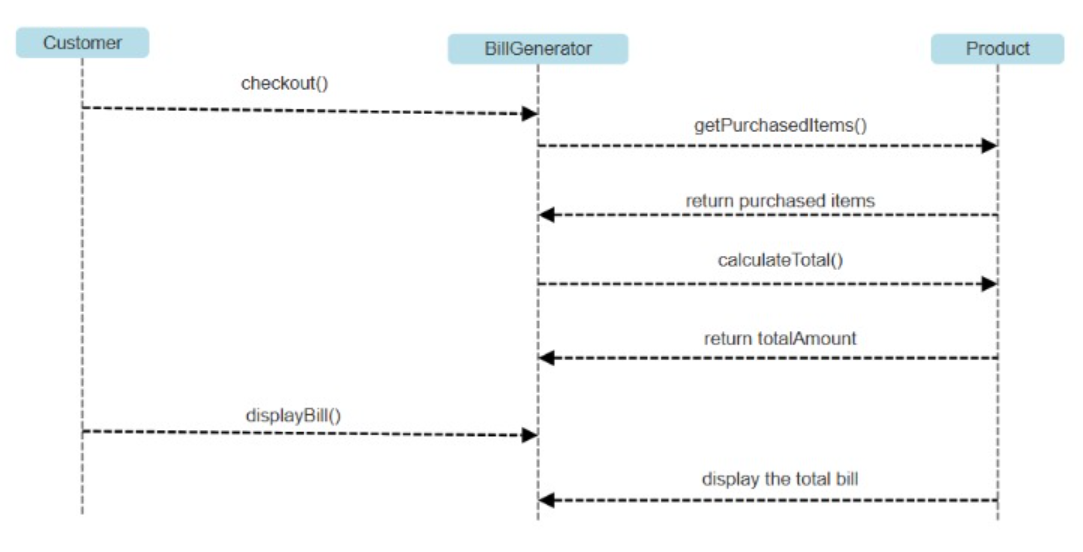 Customer
BillGenerator
Product
checkout()
getPurchasedItems()
return purchased items
calculateTotal()
return totalAmount
displayBill()
display the total bill